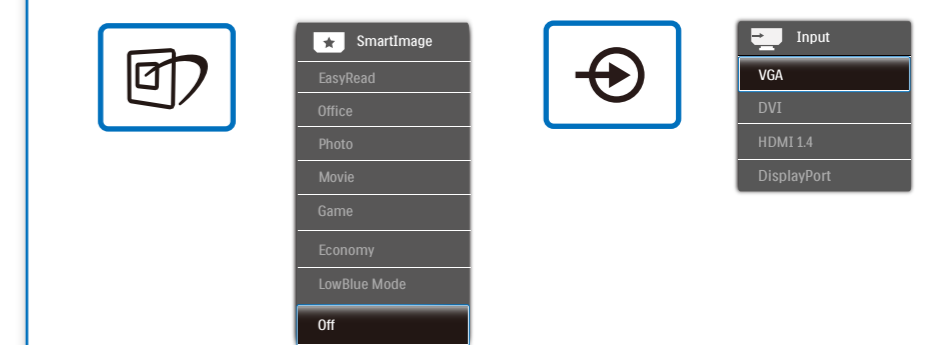 SmartImage
EasyRead
Office
Photo
Movie
Game
Economy
LowBlue Mode
Off
Input
VGA
DVI
HDMI 1.4
DisplayPort